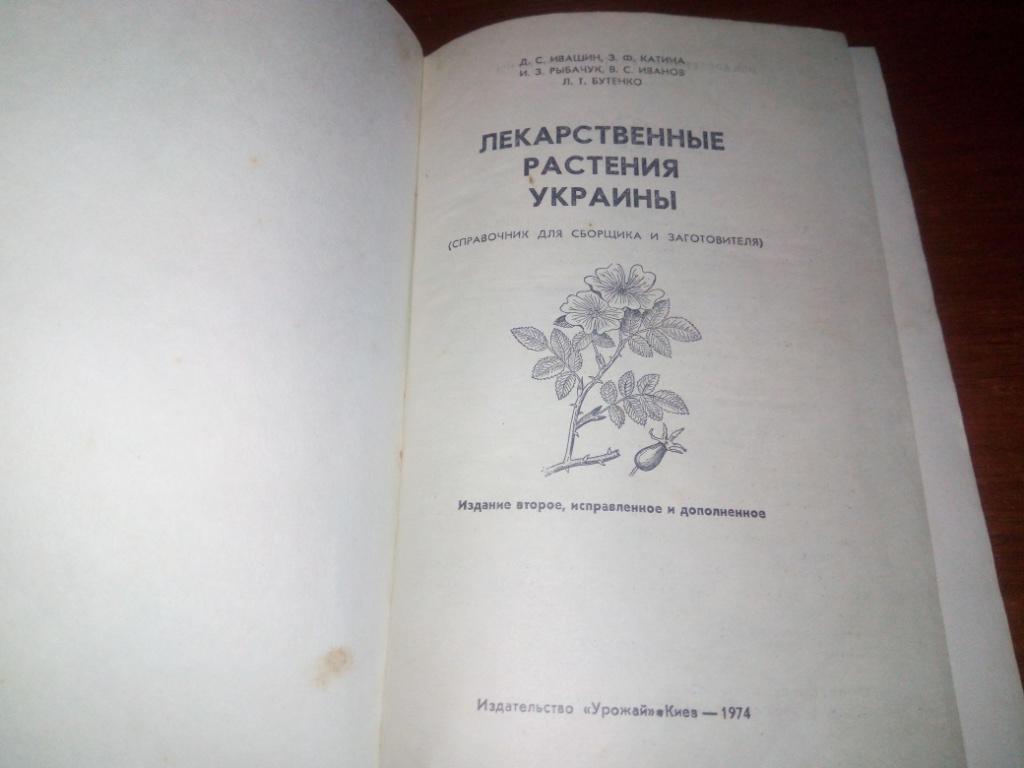 Д. С. ИВАШИН, З. Ф. КАТИНА
И. З. РЫБАЧУК, В. С. ИВАНОВ
Л. Т. БУТЕНКО
ЛЕКАРСТВЕННЫЕ
РАСТЕНИЯ
УКРАИНЫ
(СПРАВОЧНИК ДЛЯ СБОРЩИКА И ЗАГОТОВИТЕЛЯ)
Издание второе, исправленное и дополненное
Издательство «Урожай» Киев — 1974